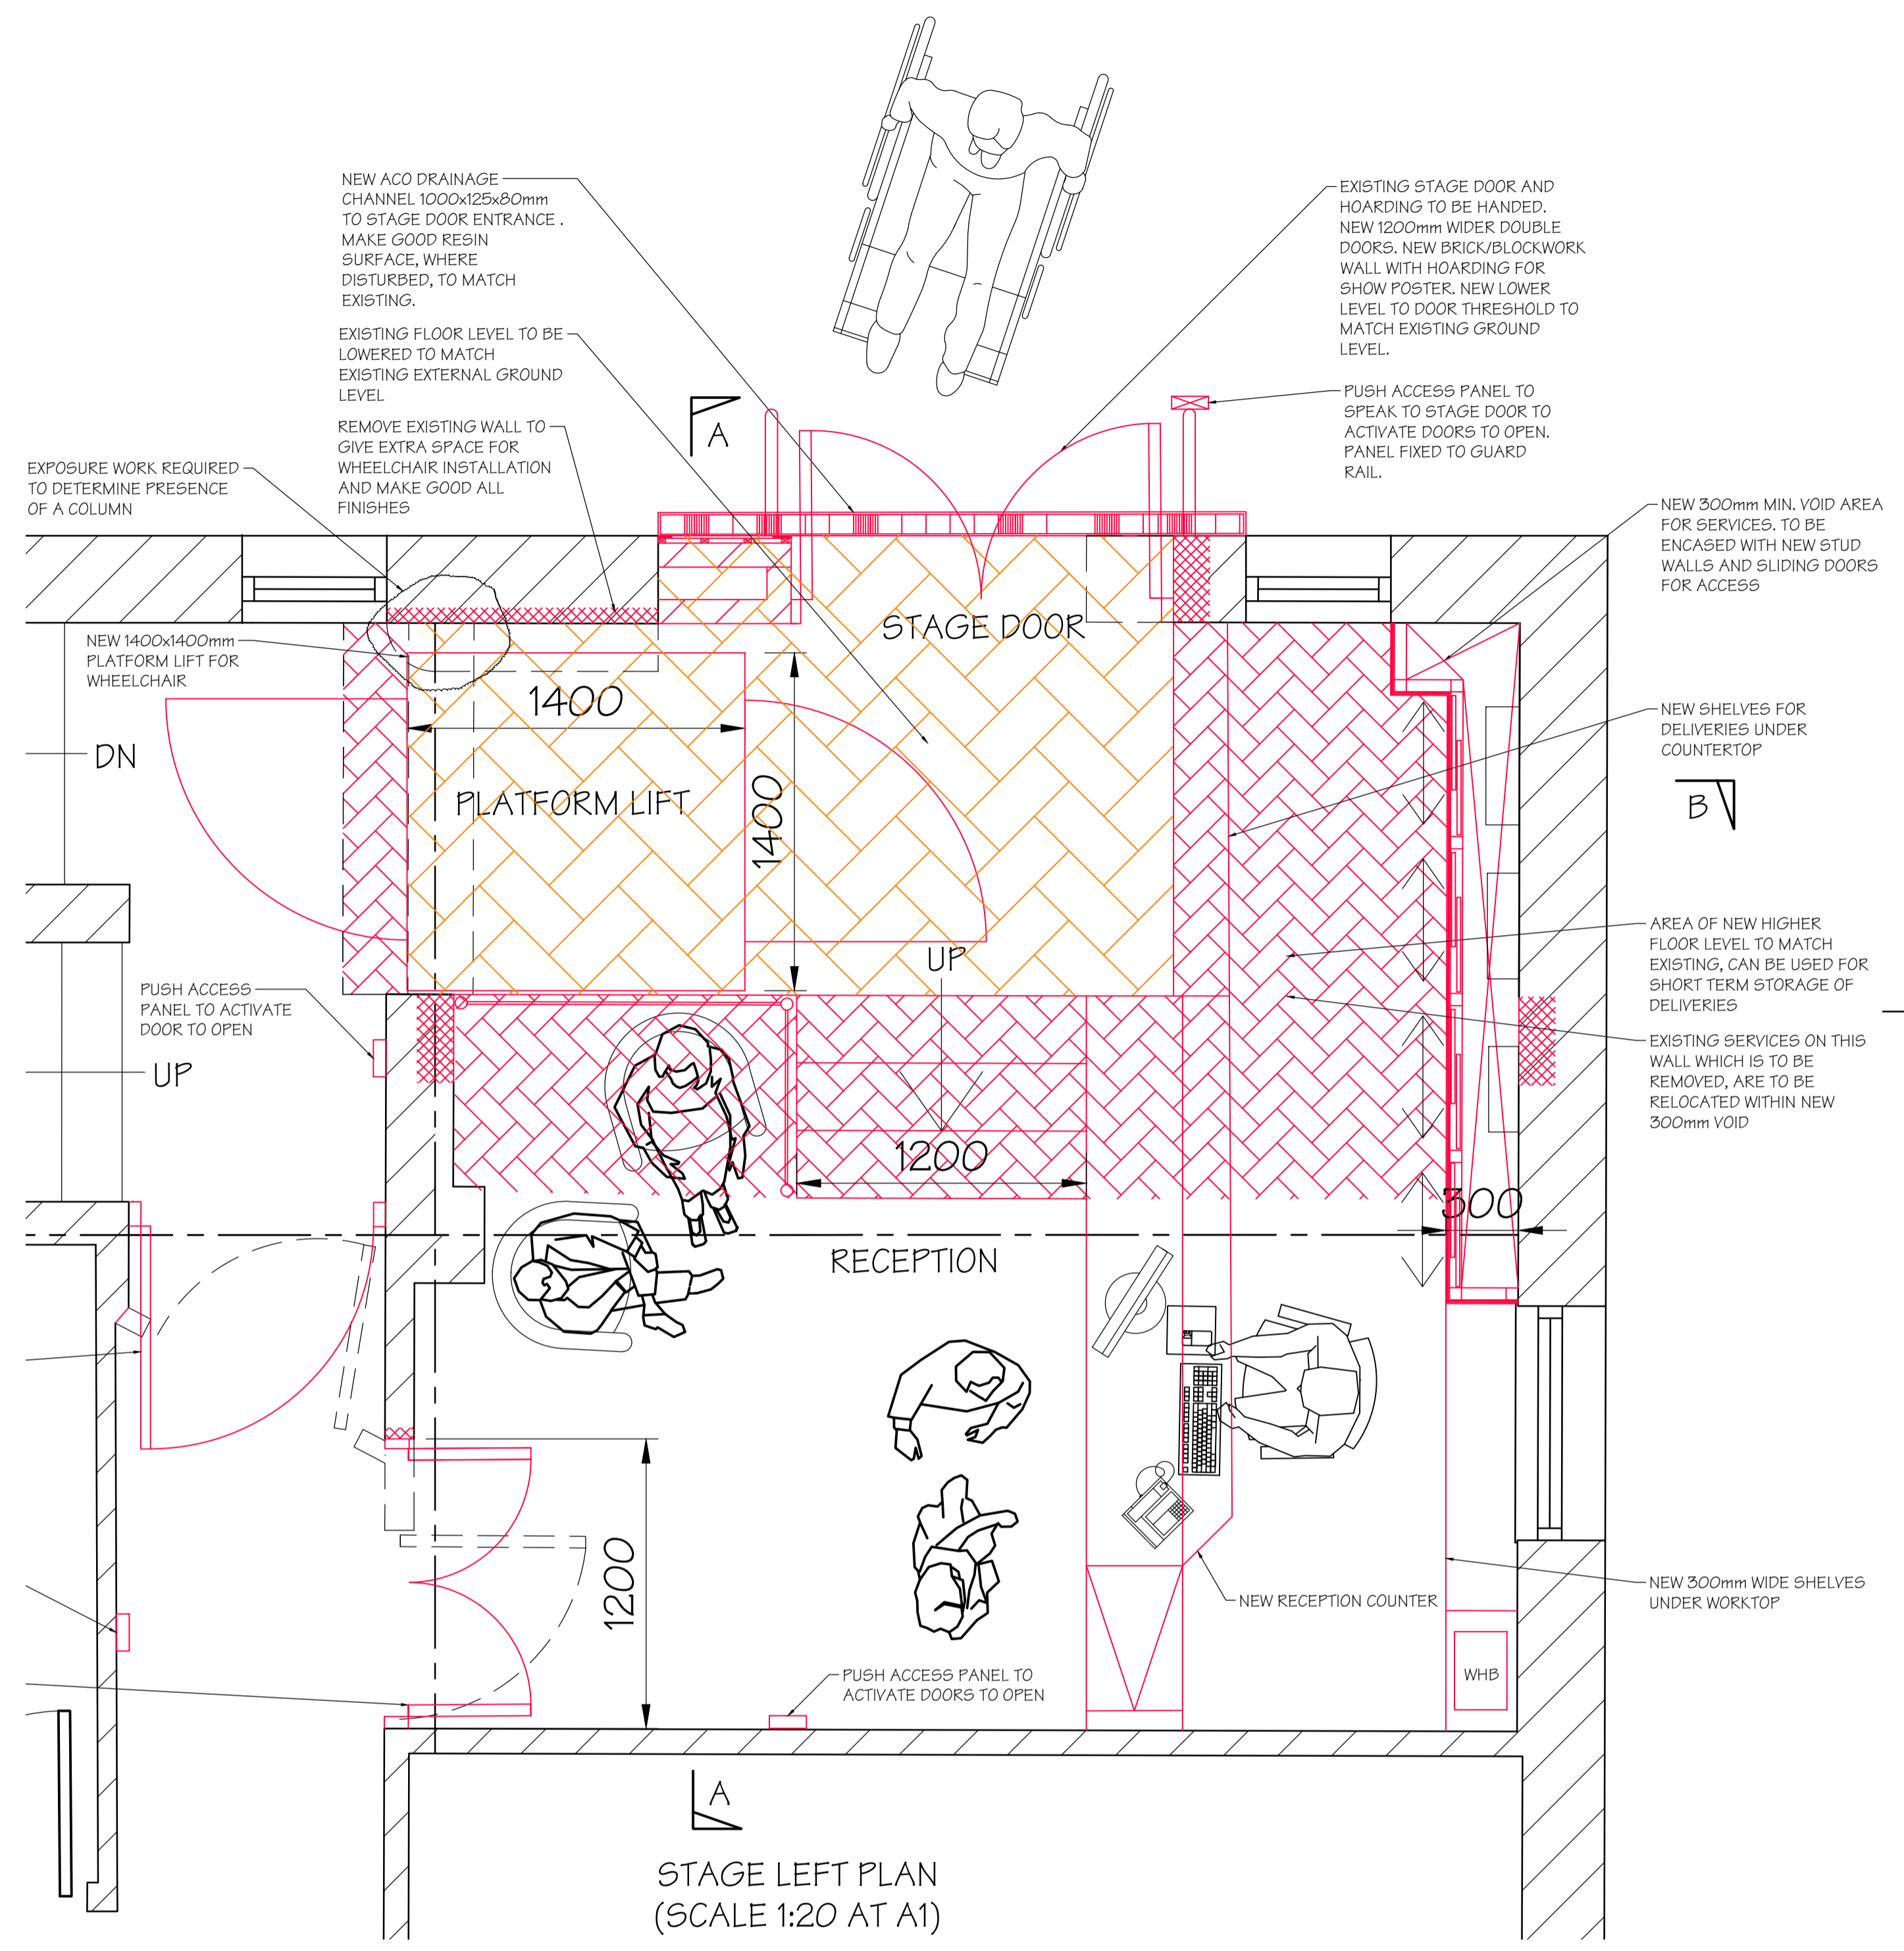 NEW ACO DRAINAGE
CHANNEL 1000x125x80mm
TO STAGE DOOR ENTRANCE .
MAKE GOOD RESIN
SURFACE, WHERE
DISTURBED, TO MATCH
EXISTING.
EXISTING FLOOR LEVEL TO BE
LOWERED TO MATCH
EXISTING EXTERNAL GROUND
LEVEL
REMOVE EXISTING WALL TO
GIVE EXTRA SPACE FOR
WHEELCHAIR INSTALLATION
AND MAKE GOOD ALL
FINISHES
EXPOSURE WORK REQUIRED
TO DETERMINE PRESENCE
OF A COLUMN
A
EXISTING STAGE DOOR AND
HOARDING TO BE HANDED.
NEW 1200mm WIDER DOUBLE
DOORS. NEW BRICK/BLOCKWORK
WALL WITH HOARDING FOR
SHOW POSTER. NEW LOWER
LEVEL TO DOOR THRESHOLD TO
MATCH EXISTING GROUND
LEVEL.
PUSH ACCESS PANEL TO
SPEAK TO STAGE DOOR TO
ACTIVATE DOORS TO OPEN.
PANEL FIXED TO GUARD
RAIL.
NEW 300mm MIN. VOID AREA
FOR SERVICES. TO BE
ENCASED WITH NEW STUD
WALLS AND SLIDING DOORS
FOR ACCESS
STAGE DOOR
NEW 1400x1400mm
PLATFORM LIFT FOR
WHEELCHAIR
1400
DN
PLATFORM LIFT
1400
NEW SHELVES FOR
DELIVERIES UNDER
COUNTERTOP
B
UP
AREA OF NEW HIGHER
FLOOR LEVEL TO MATCH
EXISTING, CAN BE USED FOR
SHORT TERM STORAGE OF
DELIVERIES
PUSH ACCESS
PANEL TO ACTIVATE
DOOR TO OPEN
UP
EXISTING SERVICES ON THIS
WALL WHICH IS TO BE
REMOVED, ARE TO BE
RELOCATED WITHIN NEW
300mm VOID
1200
300
RECEPTION
1200
NEW RECEPTION COUNTER
NEW 300mm WIDE SHELVES
UNDER WORKTOP
WHB
PUSH ACCESS PANEL TO
ACTIVATE DOORS TO OPEN
A
STAGE LEFT PLAN
(SCALE 1:20 AT A1)